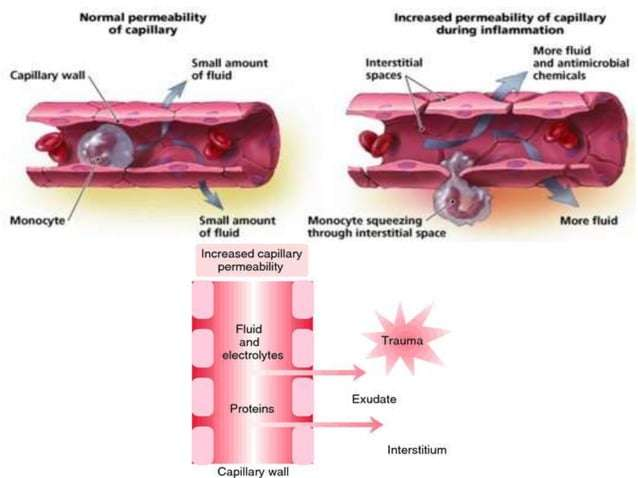 Normal permeability
of capillary
Small amount
of fluid
Capillary wall
Monocyte
Small amount
of fluid
Increased permeability of capillary
during inflammation
More fluid
and antimicrobial
chemicals
Interstitial
spaces
Monocyte squeezing
through interstitial space
More fluid
Increased capillary
permeability
Fluid
and
electrolytes
Trauma
Exudate
Proteins
Interstitium
Capillary wall